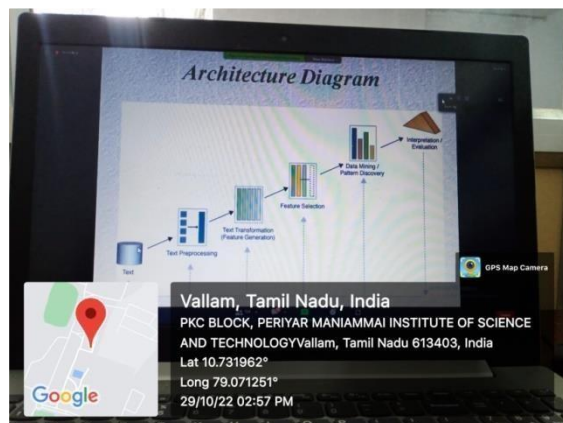 Architecture Diagram
Interpretation /
Evaluation
Data Mining /
Pattern Discovery
Feature Selection
Text Transformation
(Feature Generation)
Text Preprocessing
Text
GPS Map Camera
Vallam, Tamil Nadu, India
PKC BLOCK, PERIYAR MANIAMMAI INSTITUTE OF SCIENCE
AND TECHNOLOGYVallam, Tamil Nadu 613403, India
Lat 10.731962°
Long 79.071251°
29/10/22 02:57 PM
Google